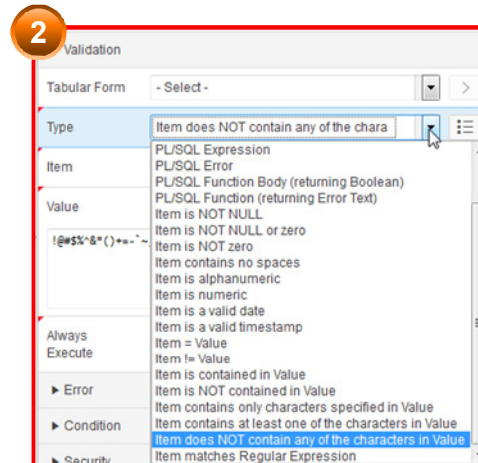 2
Validation
Tabular Form - Select -
Type Item does NOT contain any of the chara
PL/SQL Expression
PL/SQL Error
PL/SQL Function Body (returning Boolean)
PL/SQL Function (returning Error Text)
Item is NOT NULL
Item is NOT NULL or zero
Item is NOT zero
Item contains no spaces
Item is alphanumeric
Item is numeric
Item is a valid date
Item is a valid timestamp
Item = Value
Item != Value
Item is contained in Value
Item is NOT contained in Value
Item contains only characters specified in Value
Item contains at least one of the characters in Value
Item does NOT contain any of the characters in Value
Item matches Regular Expression
Item
Value
!@#$%^&*()+=-`~
Always
Execute
Error
Condition
Security